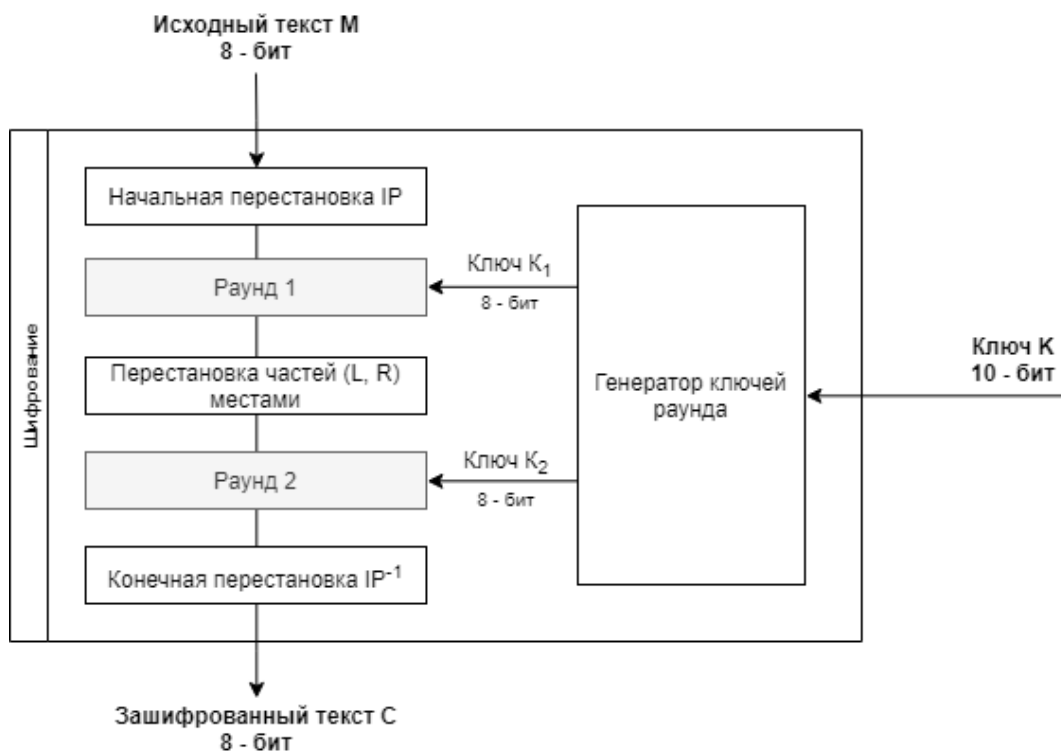 Исходный текст M
8 - бит
Начальная перестановка IP
Ключ K1
Раунд 1
8 - бит
Шифрование
Перестановка частей (L, R)
местами
Генератор ключей
раунда
Ключ K
10 - бит
Ключ K2
Раунд 2
8 - бит
Конечная перестановка IP-1
Зашифрованный текст C
8 - бит